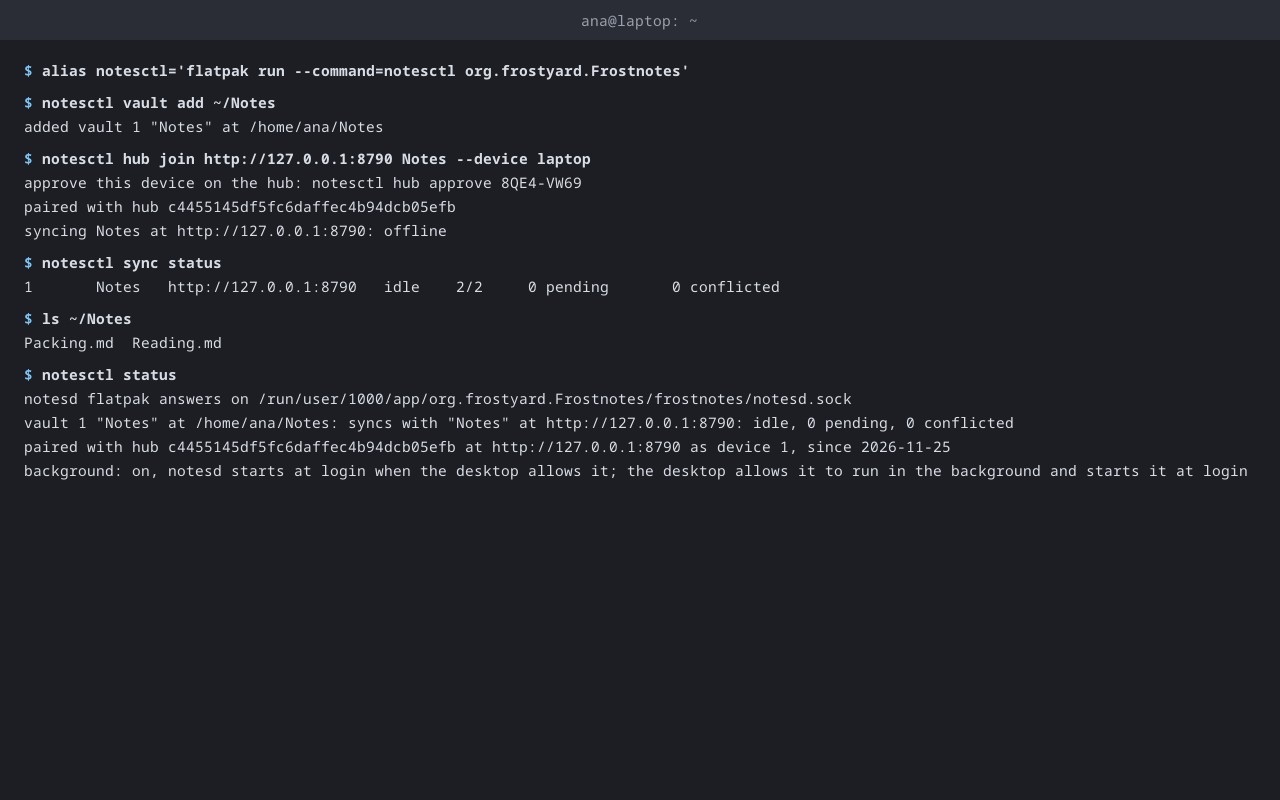 ana@laptop: ~
$ alias notesctl='flatpak run --command=notesctl org.frostyard.Frostnotes'
$ notesctl vault add ~/Notes
added vault 1 "Notes" at /home/ana/Notes
$ notesctl hub join http://127.0.0.1:8790 Notes --device laptop
approve this device on the hub: notesctl hub approve 8QE4-VW69
paired with hub c4455145df5fc6daffec4b94dcb05efb
syncing Notes at http://127.0.0.1:8790: offline
$ notesctl sync status
1       Notes   http://127.0.0.1:8790   idle    2/2     0 pending       0 conflicted
$ ls ~/Notes
Packing.md  Reading.md
$ notesctl status
notesd flatpak answers on /run/user/1000/app/org.frostyard.Frostnotes/frostnotes/notesd.sock
vault 1 "Notes" at /home/ana/Notes: syncs with "Notes" at http://127.0.0.1:8790: idle, 0 pending, 0 conflicted
paired with hub c4455145df5fc6daffec4b94dcb05efb at http://127.0.0.1:8790 as device 1, since 2026-11-25
background: on, notesd starts at login when the desktop allows it; the desktop allows it to run in the background and starts it at login